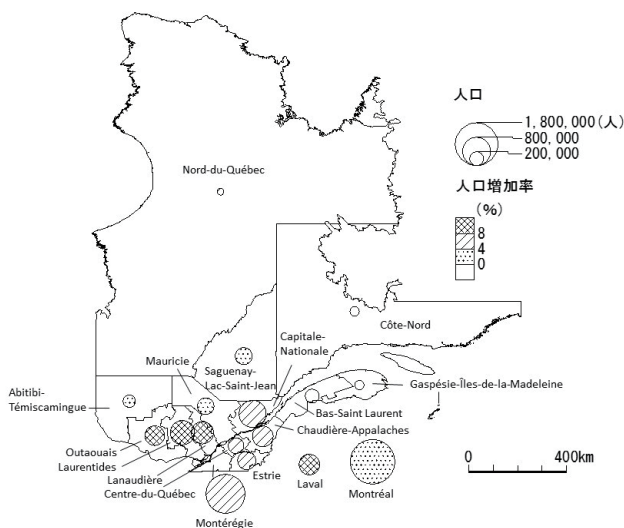 人口
1,800,000(人)
800,000
200,000
人口増加率
(%)
8
4
0
Nord-du-Québec
Côte-Nord
Capitale-
Nationale
Mauricie
Saguenay-
Lac-Saint-Jean
Gaspésie-Îles-de-la-Madeleine
Abitibi-
Témiscamingue
Bas-Saint Laurent
Chaudière-Appalaches
Outaouais
Laurentides
Lanaudière
Centre-du-Québec
Estrie
Laval
Montréal
Montérégie
0 400km